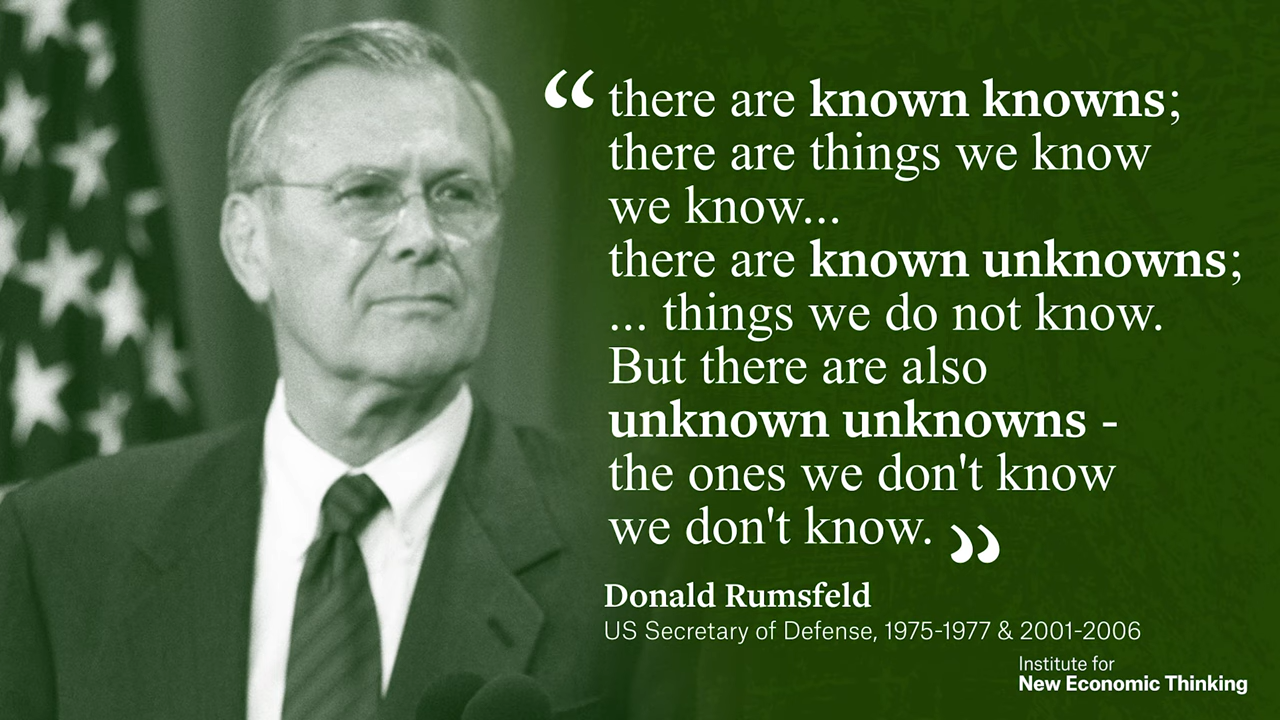 “ there are known knowns;
there are things we know
we know...
there are known unknowns;
... things we do not know.
But there are also
unknown unknowns -
the ones we don't know
we don't know. ”
Donald Rumsfeld
US Secretary of Defense, 1975-1977 & 2001-2006
Institute for
New Economic Thinking